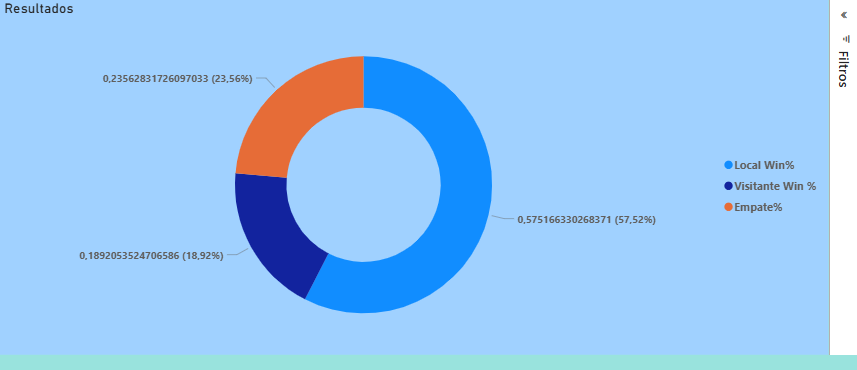 Resultados
0,23562831726097033 (23,56%)
0,575166330268371 (57,52%)
0,1892053524706586 (18,92%)
Local Win%
Visitante Win %
Empate%
Filtros